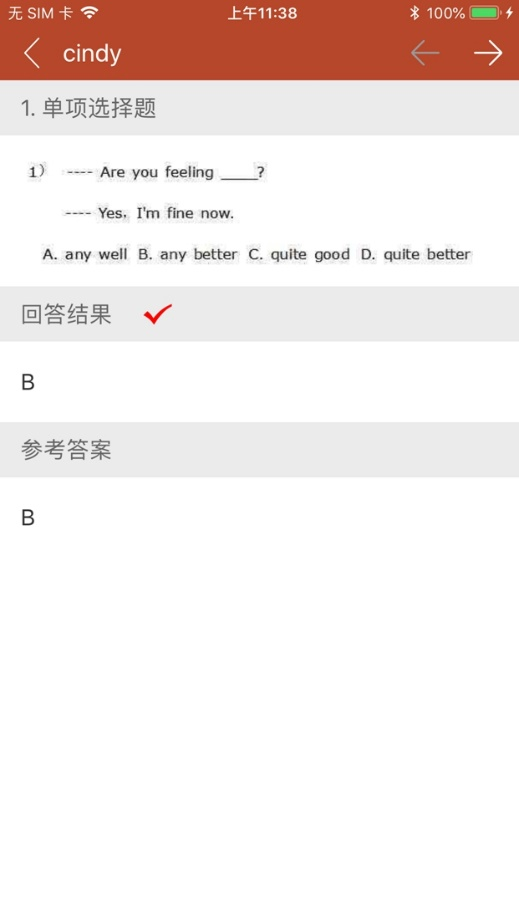 无 SIM 卡 上午11:38 100%
cindy
1. 单项选择题
1） ---- Are you feeling ____?
---- Yes, I'm fine now.
A. any well B. any better C. quite good D. quite better
回答结果
B
参考答案
B